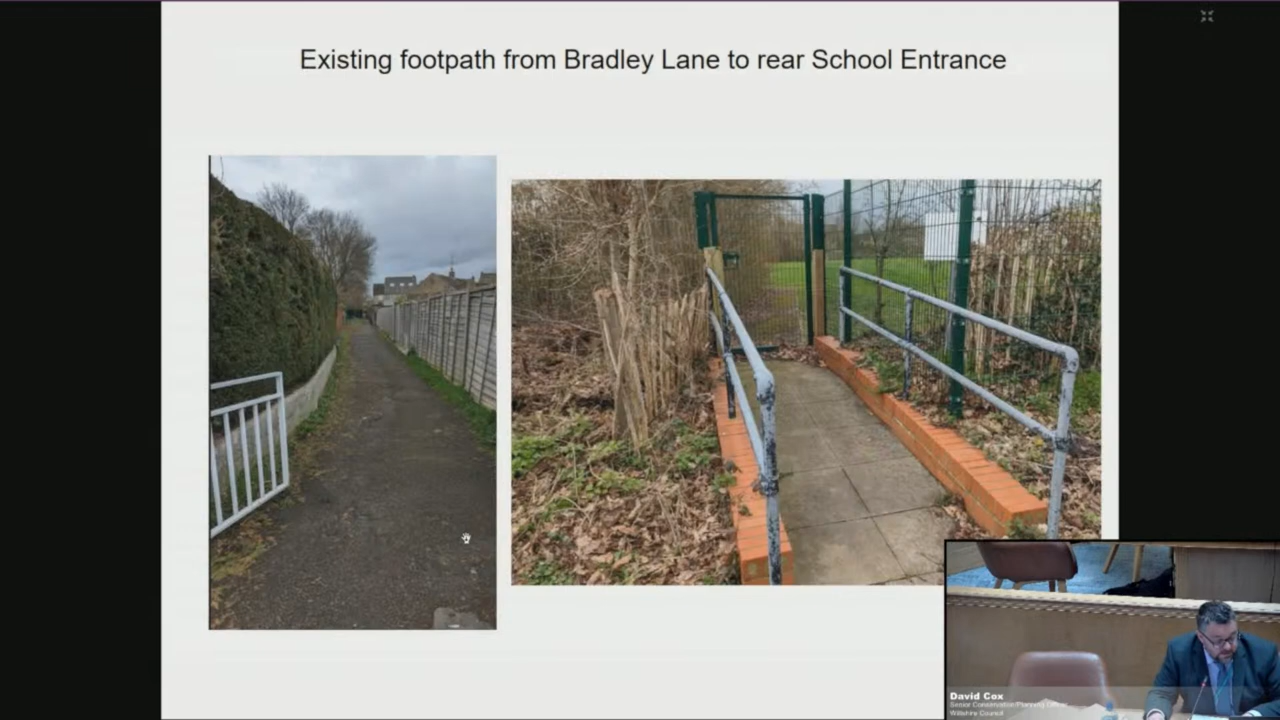 Existing footpath from Bradley Lane to rear School Entrance
David Cox
Senior Conservation/Planning Officer
Wiltshire Council